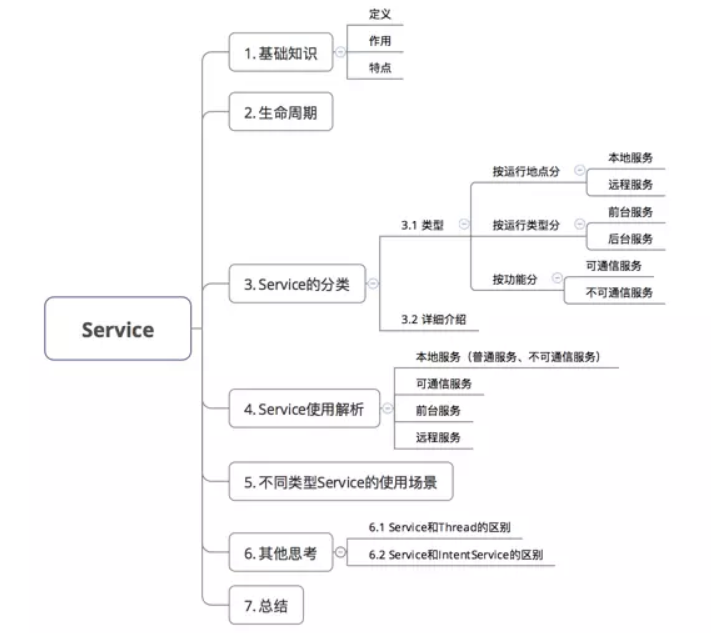 Service
1. 基础知识
定义
作用
特点
2. 生命周期
3. Service的分类
3.1 类型
按运行地点分
本地服务
远程服务
按运行类型分
前台服务
后台服务
按功能分
可通信服务
不可通信服务
3.2 详细介绍
4. Service使用解析
本地服务（普通服务、不可通信服务）
可通信服务
前台服务
远程服务
5. 不同类型Service的使用场景
6. 其他思考
6.1 Service和Thread的区别
6.2 Service和IntentService的区别
7. 总结